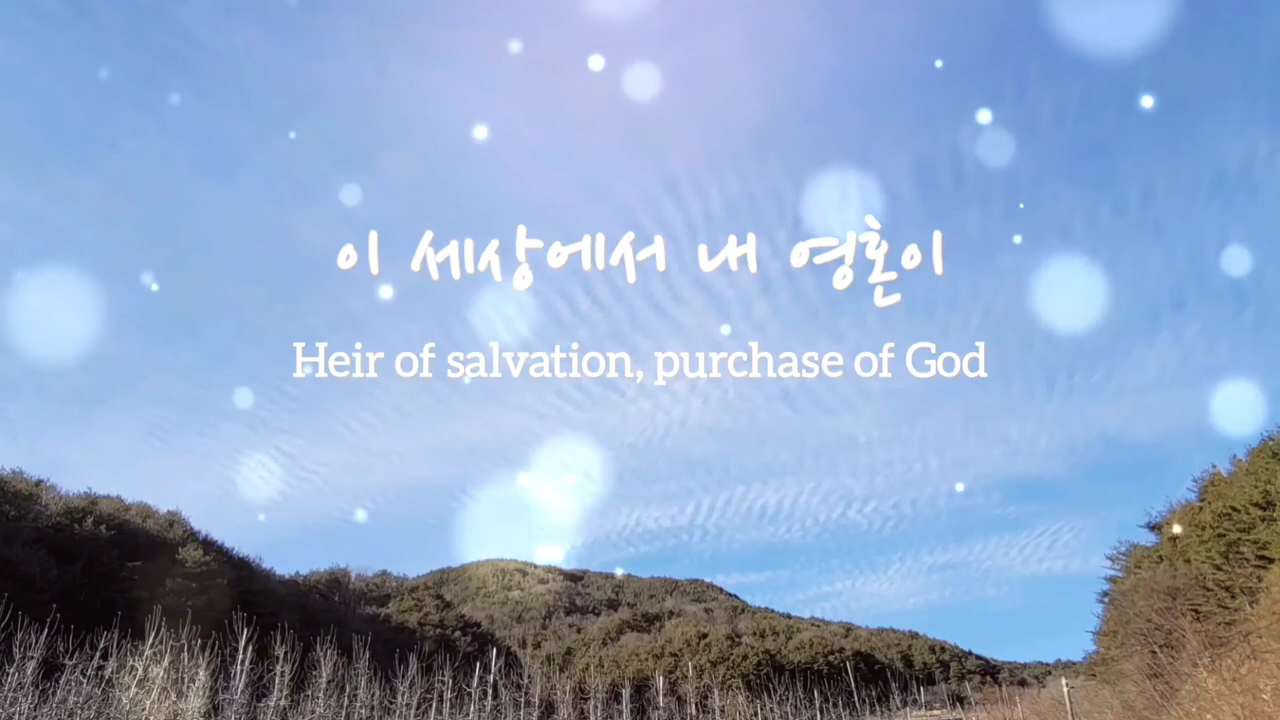 이 세상에서 내 영혼이
Heir of salvation, purchase of God